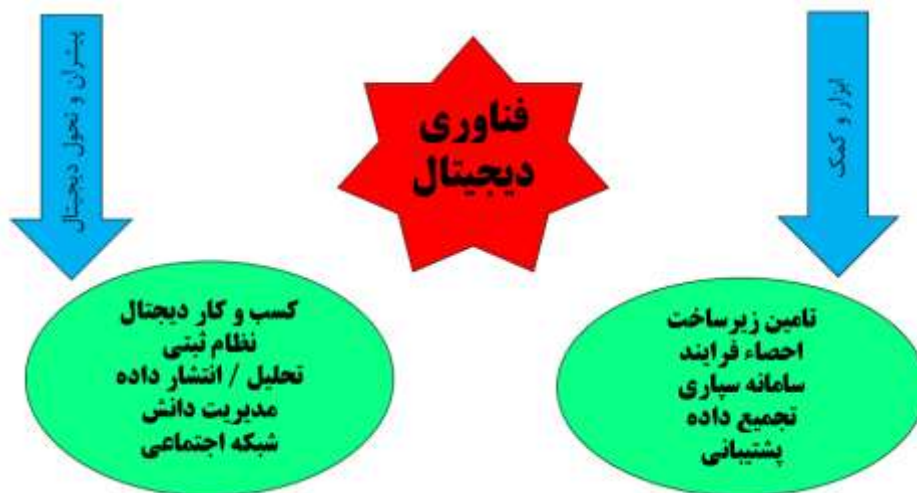 فناوری
دیجیتال
ابزار و کمک
تامین زیرساخت
احصاء فرایند
سامانه سپاری
تجمیع داده
پشتیبانی
پیشران و تحول دیجیتال
کسب و کار دیجتال
نظام ثبتی
تحلیل / انتشار داده
مدیریت دانش
شبکه اجتماعی